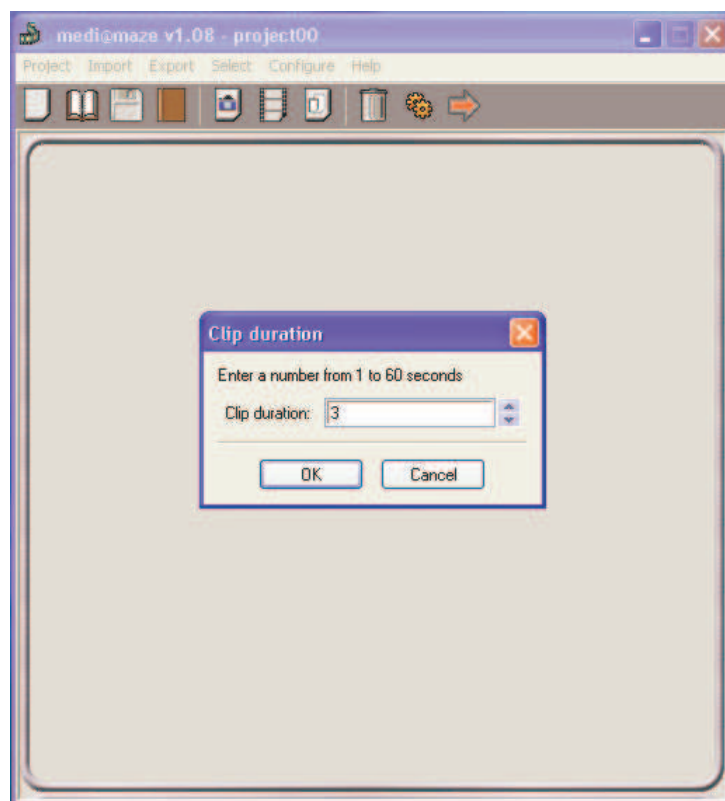 medi@maze v1.08 - project00
Project Import Export Select Configure Help
Clip duration
Enter a number from 1 to 60 seconds
Clip duration: 3
OK Cancel